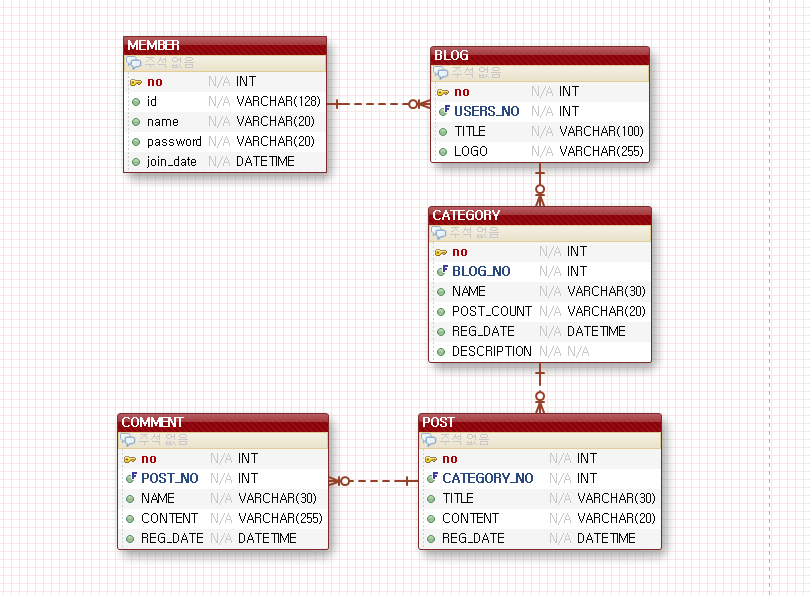 MEMBER
주석 없음
no N/A INT
id N/A VARCHAR(128)
name N/A VARCHAR(20)
password N/A VARCHAR(20)
join_date N/A DATETIME
BLOG
주석 없음
no N/A INT
USERS_NO N/A INT
TITLE N/A VARCHAR(100)
LOGO N/A VARCHAR(255)
CATEGORY
주석 없음
no N/A INT
BLOG_NO N/A INT
NAME N/A VARCHAR(30)
POST_COUNT N/A VARCHAR(20)
REG_DATE N/A DATETIME
DESCRIPTION N/A N/A
COMMENT
주석 없음
no N/A INT
POST_NO N/A INT
NAME N/A VARCHAR(30)
CONTENT N/A VARCHAR(255)
REG_DATE N/A DATETIME
POST
주석 없음
no N/A INT
CATEGORY_NO N/A INT
TITLE N/A VARCHAR(30)
CONTENT N/A VARCHAR(20)
REG_DATE N/A DATETIME